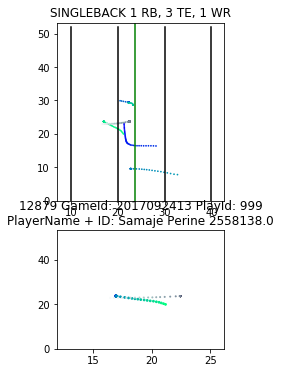 SINGLEBACK 1 RB, 3 TE, 1 WR
50
40
30
20
10
0
10 20 30 40
12879 GameId: 2017092413 PlayId: 999
PlayerName + ID: Samaje Perine 2558138.0
40
20
0
15 20 25